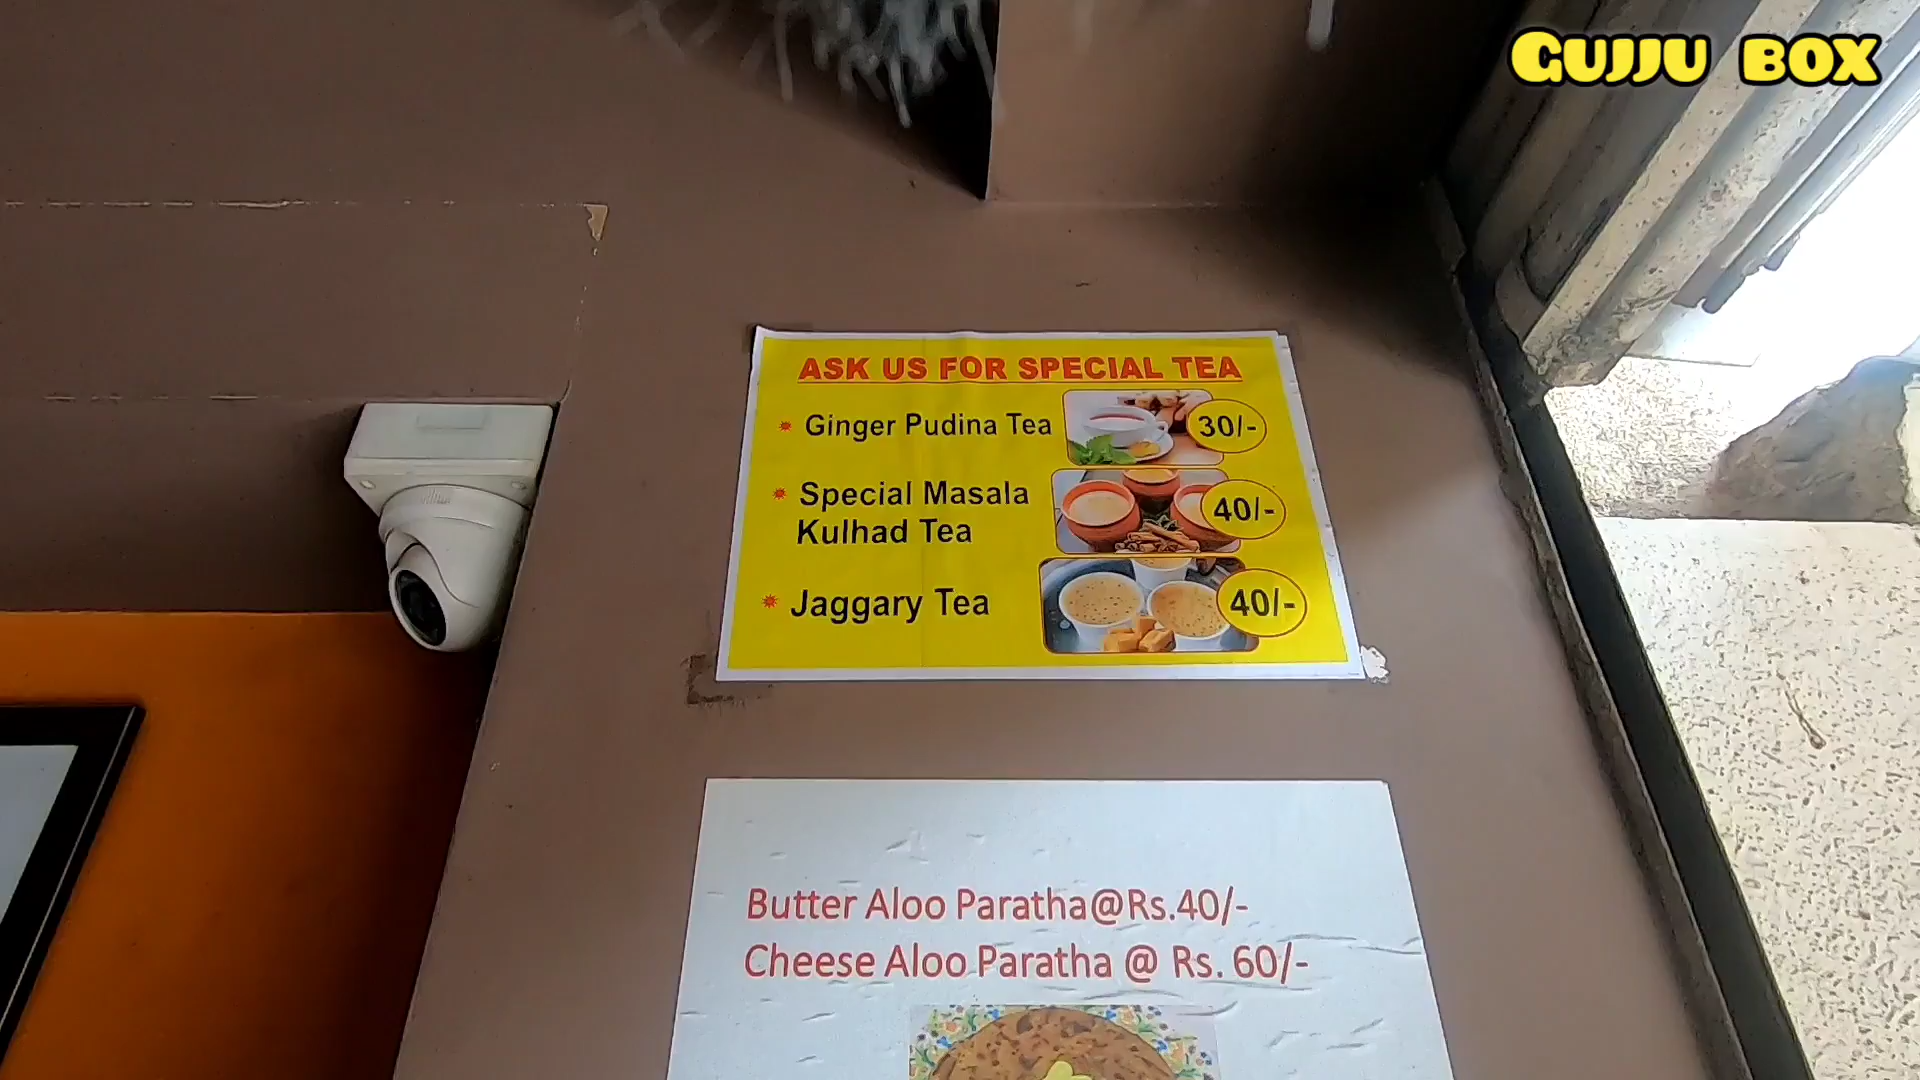 GUJJU BOX
ASK US FOR SPECIAL TEA
Ginger Pudina Tea 30/-
Special Masala
Kulhad Tea 40/-
Jaggary Tea 40/-
Butter Aloo Paratha@Rs.40/-
Cheese Aloo Paratha @ Rs. 60/-